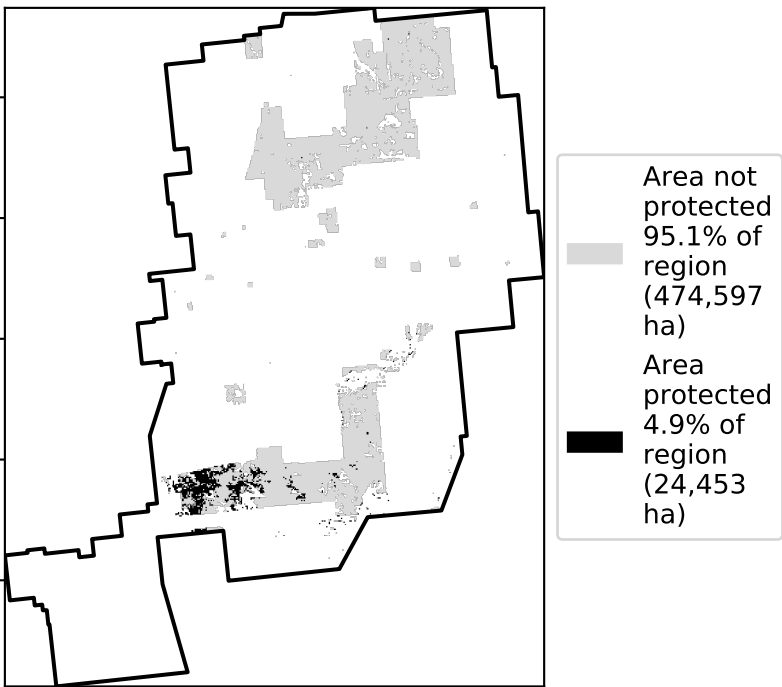 Area not
protected
95.1% of
region
(474,597
ha)
Area
protected
4.9% of
region
(24,453
ha)